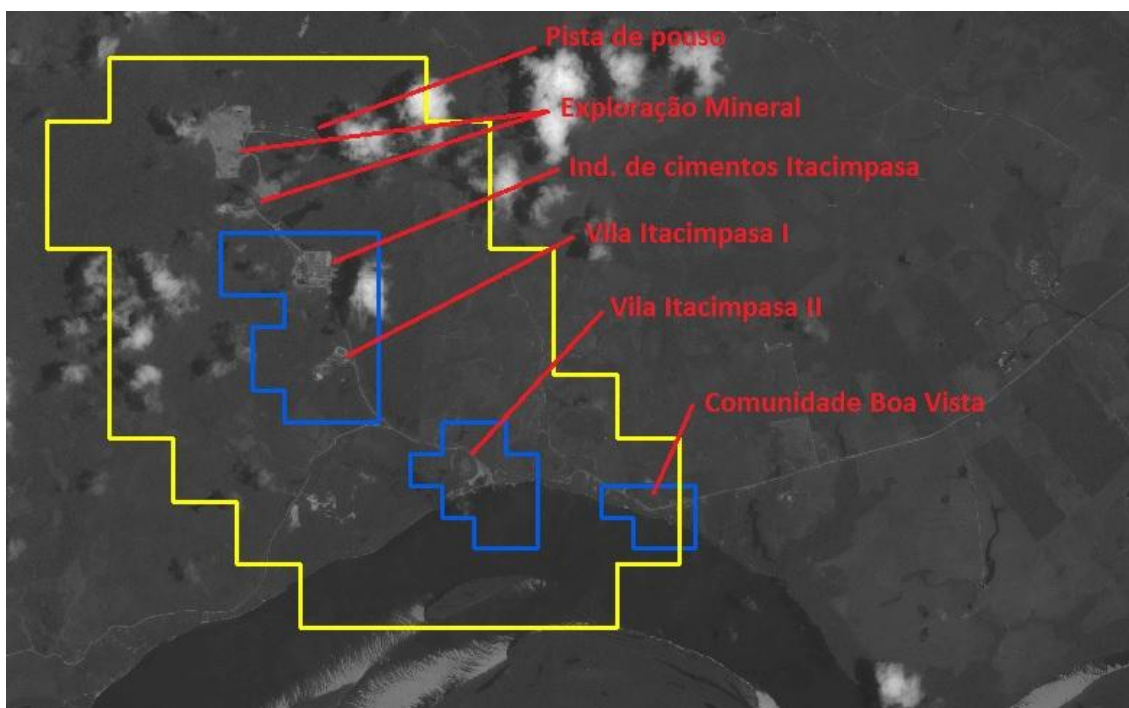 Pista de pouso
Exploração Mineral
Ind. de cimentos Itacimpasa
Vila Itacimpasa I
Vila Itacimpasa II
Comunidade Boa Vista